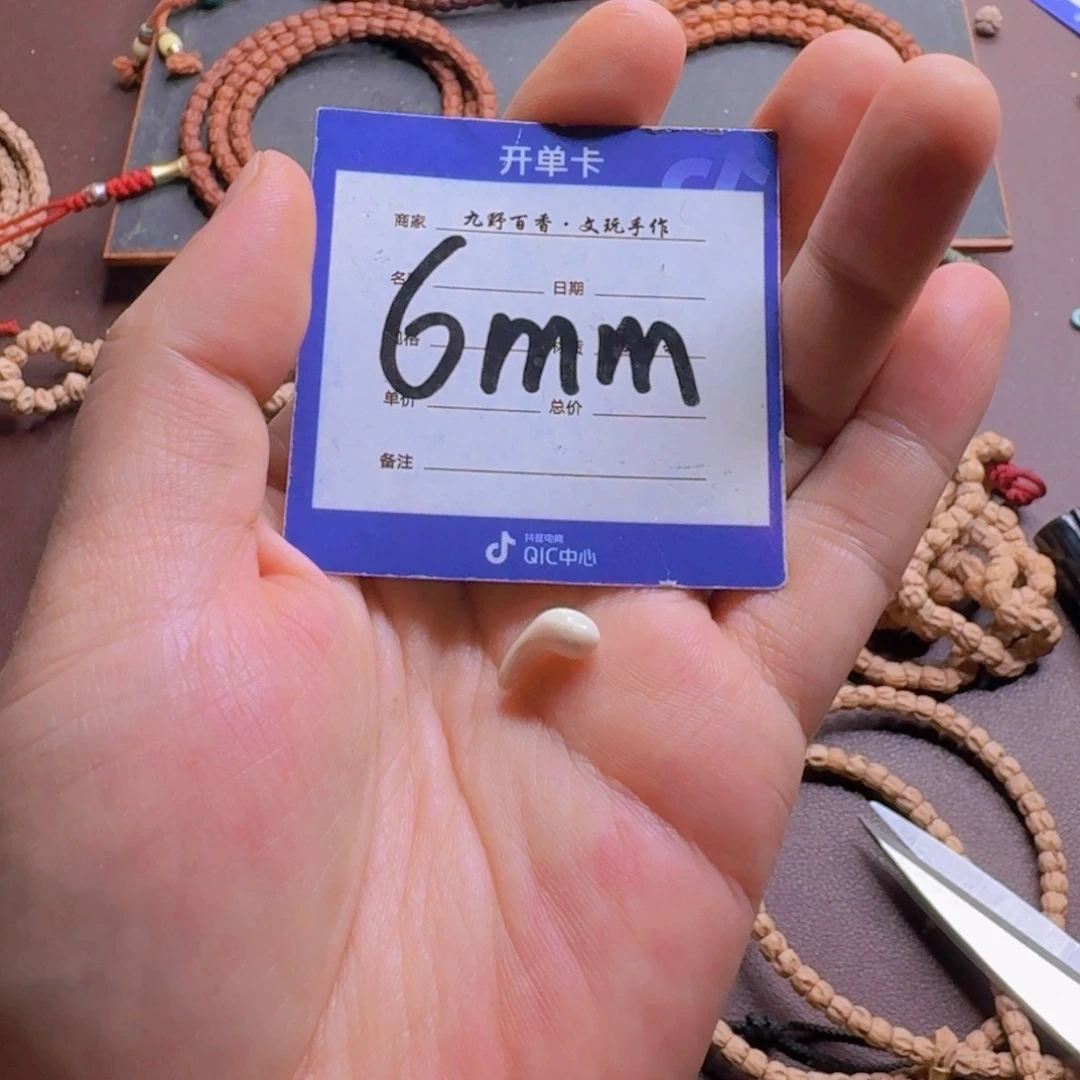 开单卡
商家 九野百香·文玩手作
日期
6mm
单价 总价
备注
抖音电商
QIC中心